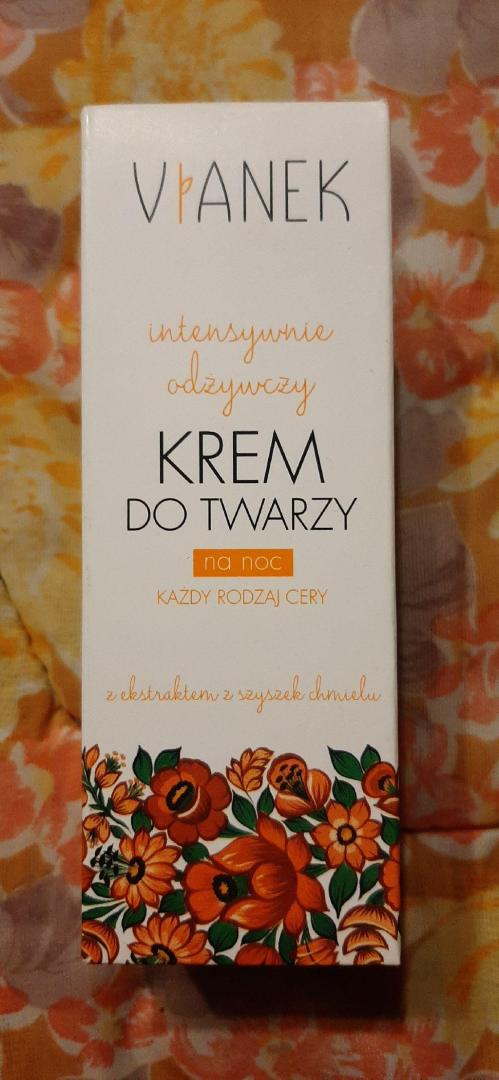 VIANEK
intensywnie
odżywczy
KREM
DO TWARZY
na noc
KAŻDY RODZAJ CERY
z ekstraktem z szyszek chmielu